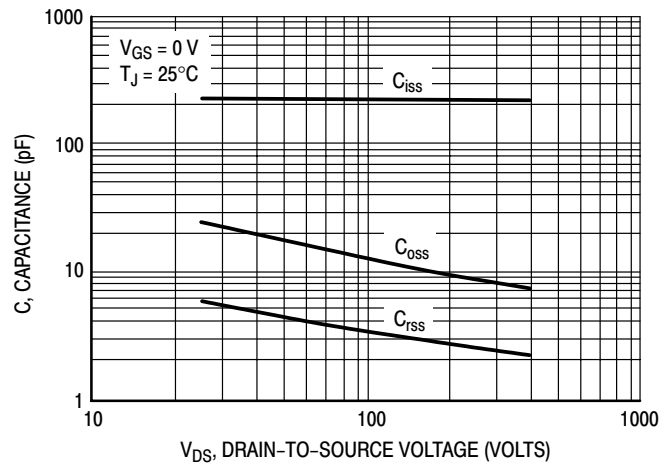 1000
V_GS = 0 V
T_J = 25°C
C_iss
100
C, CAPACITANCE (pF)
C_oss
10
C_rss
1
10
100
1000
V_DS, DRAIN-TO-SOURCE VOLTAGE (VOLTS)